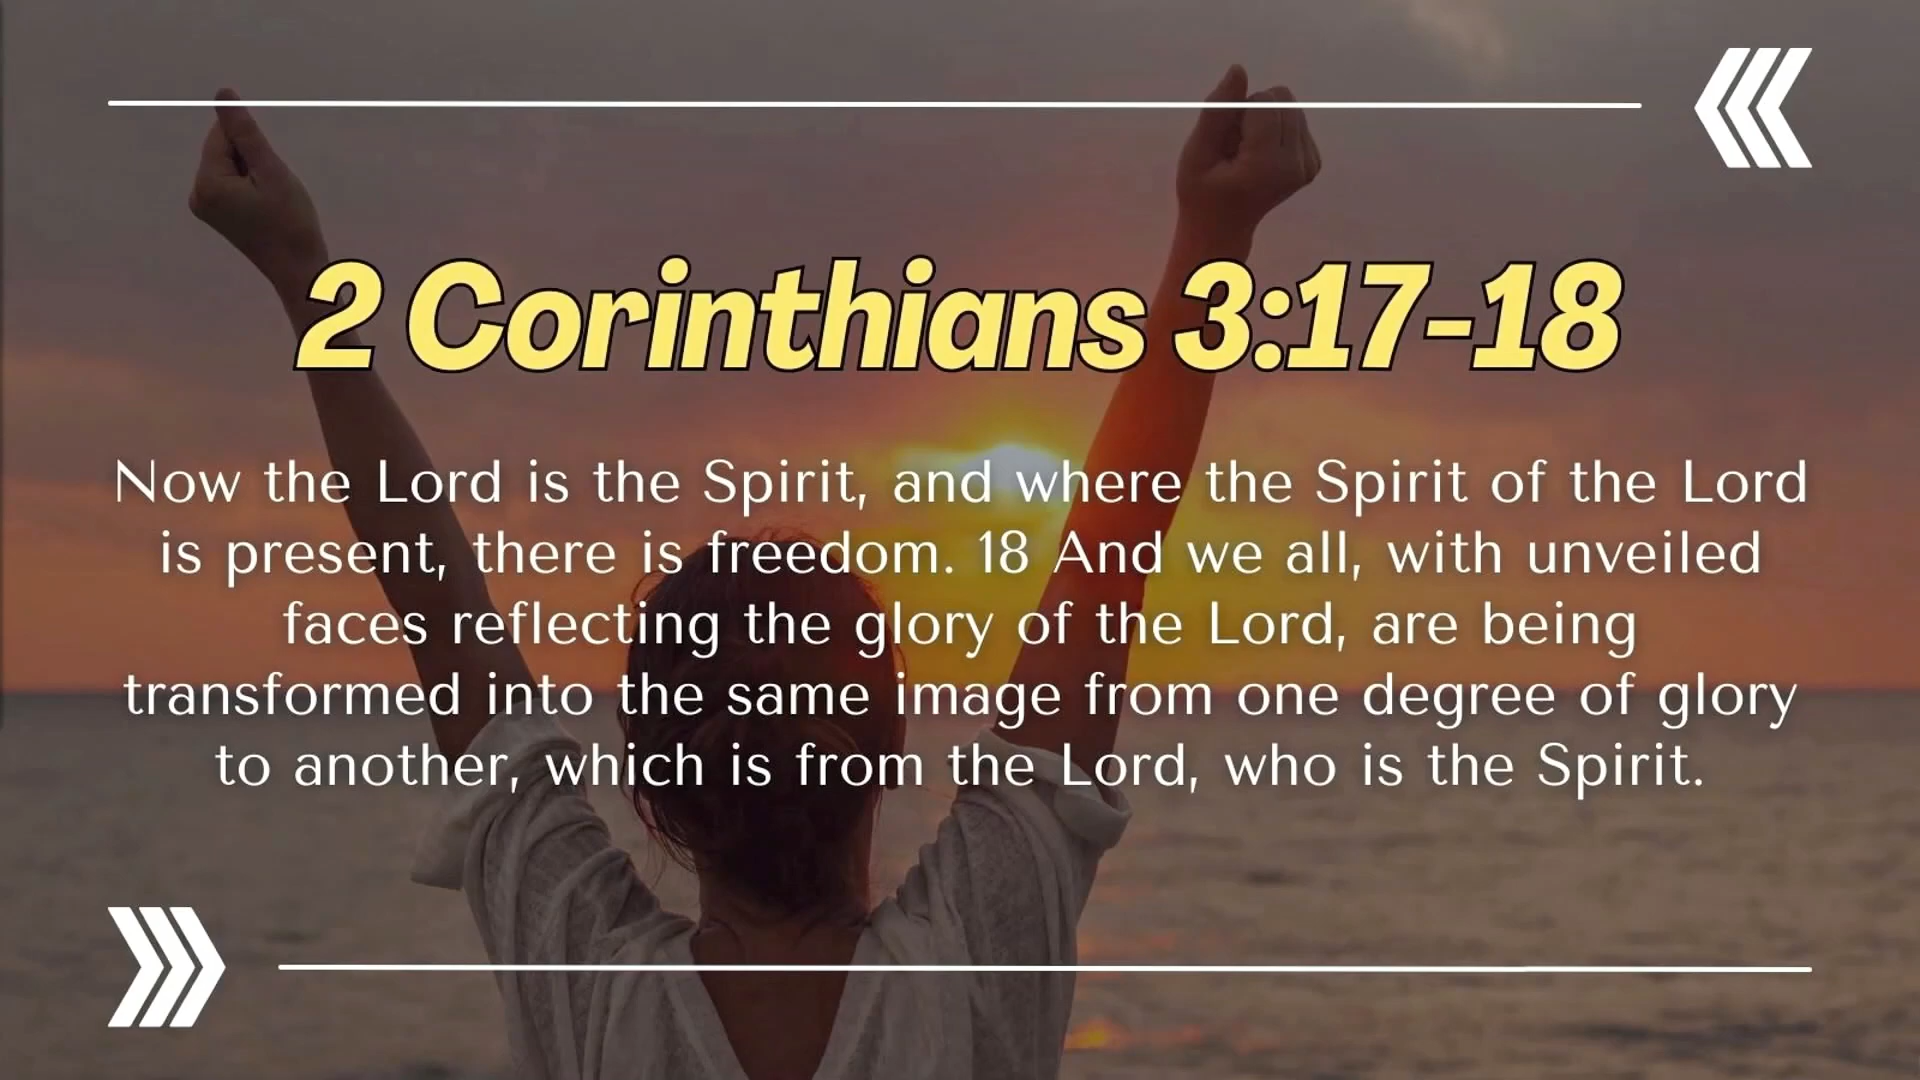 2 Corinthians 3:17-18
Now the Lord is the Spirit, and where the Spirit of the Lord
is present, there is freedom. 18 And we all, with unveiled
faces reflecting the glory of the Lord, are being
transformed into the same image from one degree of glory
to another, which is from the Lord, who is the Spirit.